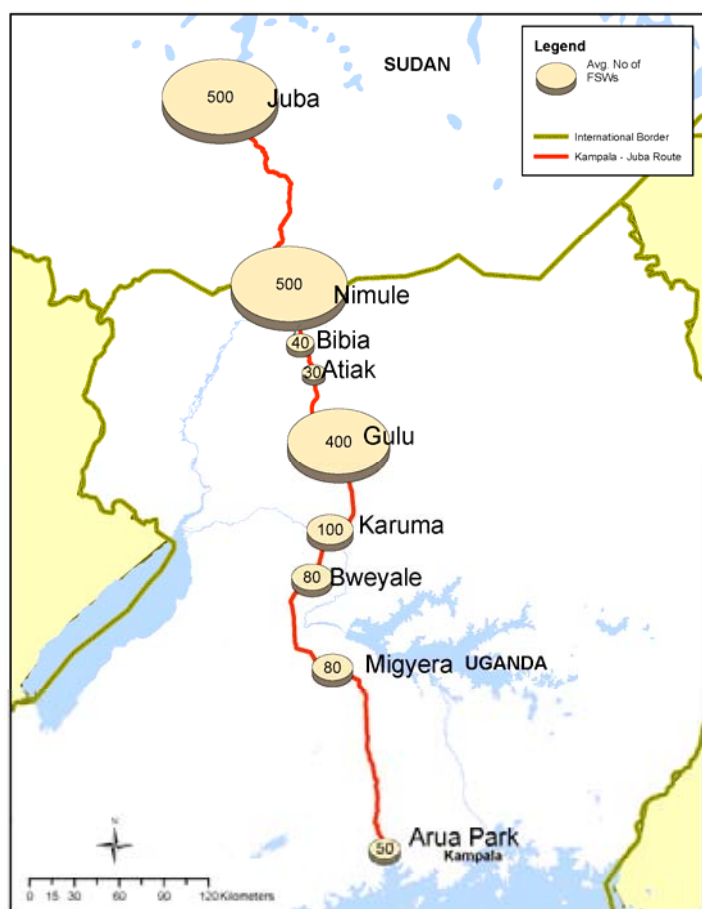 SUDAN
Legend
Avg. No of
FSWs
International Border
Kampala - Juba Route
500
Juba
500
Nimule
40
Bibia
30
Atiak
400
Gulu
100
Karuma
80
Bweyale
80
Migyera
UGANDA
50
Arua Park
Kampala
N
0 15 30 60 90 120 Kilometers